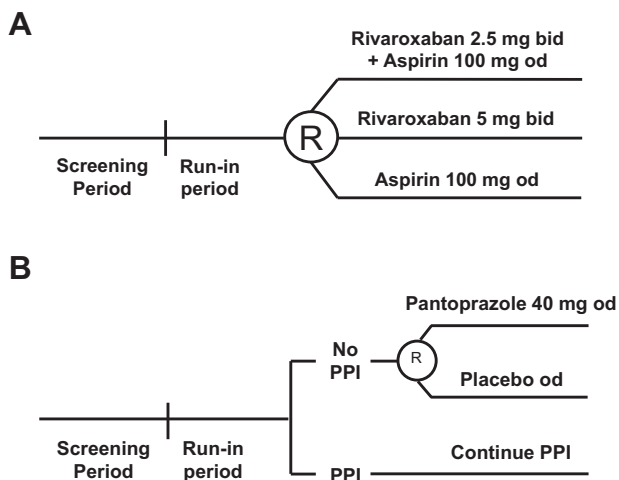 A
Rivaroxaban 2.5 mg bid
+ Aspirin 100 mg od
R
Rivaroxaban 5 mg bid
Screening
Period
Run-in
period
Aspirin 100 mg od
B
Pantoprazole 40 mg od
No
PPI
R
Placebo od
Screening
Period
Run-in
period
Continue PPI
PPI